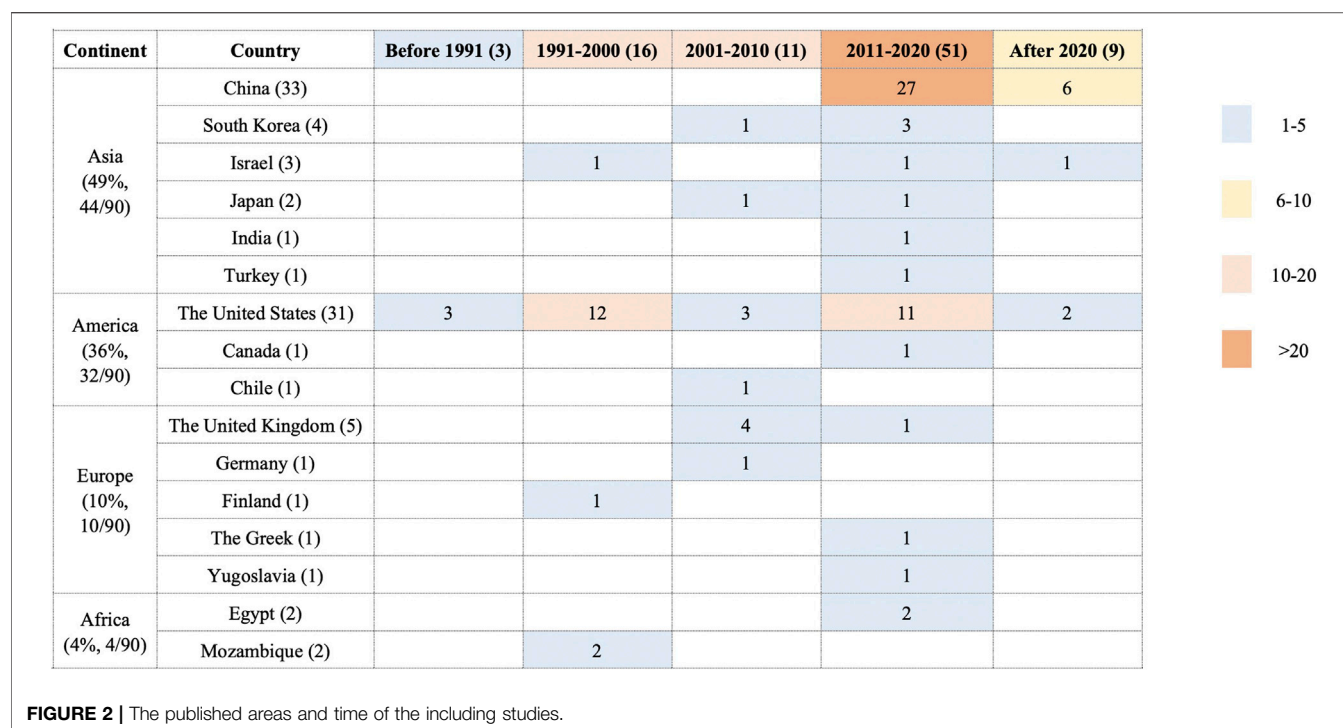 Continent Country Before 1991 (3) 1991-2000 (16) 2001-2010 (11) 2011-2020 (51) After 2020 (9)
Asia
(49%,
44/90)
China (33) 27 6
South Korea (4) 1 3
Israel (3) 1 1 1
Japan (2) 1 1
India (1) 1
Turkey (1) 1
America
(36%,
32/90)
The United States (31) 3 12 3 11 2
Canada (1) 1
Chile (1) 1
Europe
(10%,
10/90)
The United Kingdom (5) 4 1
Germany (1) 1
Finland (1) 1
The Greek (1) 1
Yugoslavia (1) 1
Africa
(4%, 4/90)
Egypt (2) 2
Mozambique (2) 2
1-5
6-10
10-20
>20
FIGURE 2 | The published areas and time of the including studies.